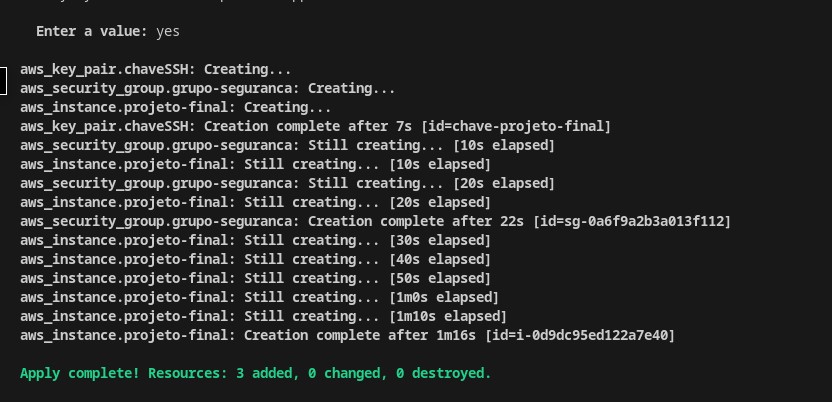 Enter a value: yes
aws_key_pair.chaveSSH: Creating...
aws_security_group.grupo-seguranca: Creating...
aws_instance.projeto-final: Creating...
aws_key_pair.chaveSSH: Creation complete after 7s [id=chave-projeto-final]
aws_security_group.grupo-seguranca: Still creating... [10s elapsed]
aws_instance.projeto-final: Still creating... [10s elapsed]
aws_security_group.grupo-seguranca: Still creating... [20s elapsed]
aws_instance.projeto-final: Still creating... [20s elapsed]
aws_security_group.grupo-seguranca: Creation complete after 22s [id=sg-0a6f9a2b3a013f112]
aws_instance.projeto-final: Still creating... [30s elapsed]
aws_instance.projeto-final: Still creating... [40s elapsed]
aws_instance.projeto-final: Still creating... [50s elapsed]
aws_instance.projeto-final: Still creating... [1m0s elapsed]
aws_instance.projeto-final: Still creating... [1m10s elapsed]
aws_instance.projeto-final: Creation complete after 1m16s [id=i-0d9dc95ed122a7e40]
Apply complete! Resources: 3 added, 0 changed, 0 destroyed.